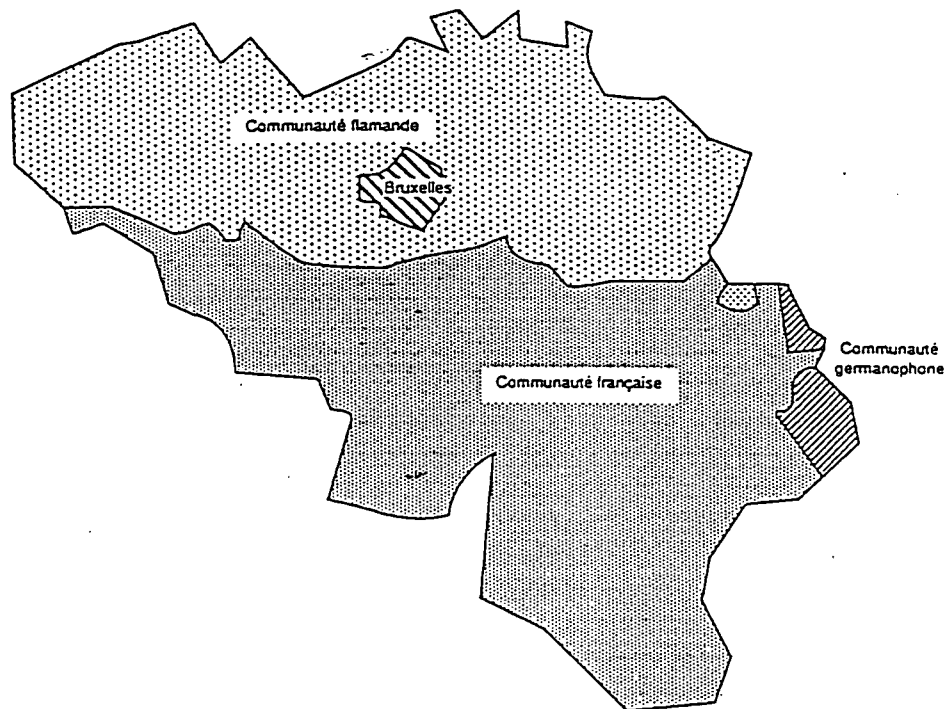 Communauté flamande
Bruxelles
Communauté française
Communauté
germanophone